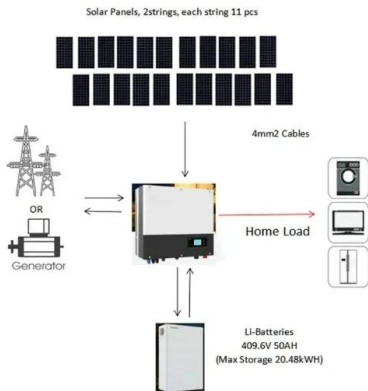 Solar Panels, 2strings, each string 11 pcs
4mm2 Cables
OR
Generator
Home Load
Li-Batteries
409.6V 50AH
(Max Storage 20.48kWH)